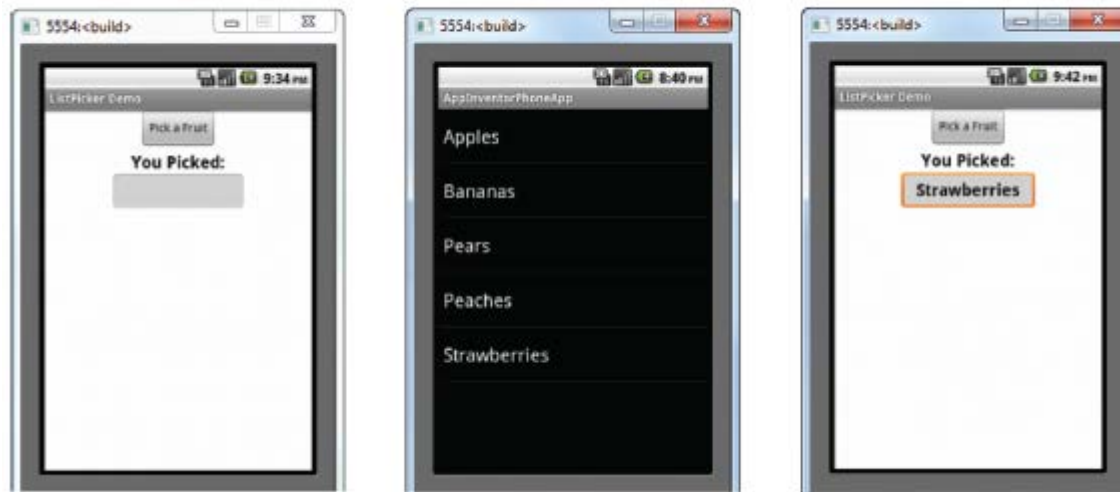 5554:<build>
9:34 PM
ListPicker Demo
Pick a Fruit
You Picked:
5554:<build>
8:40 PM
AppInventorPhoneApp
Apples
Bananas
Pears
Peaches
Strawberries
5554:<build>
9:42 PM
ListPicker Demo
Pick a Fruit
You Picked:
Strawberries